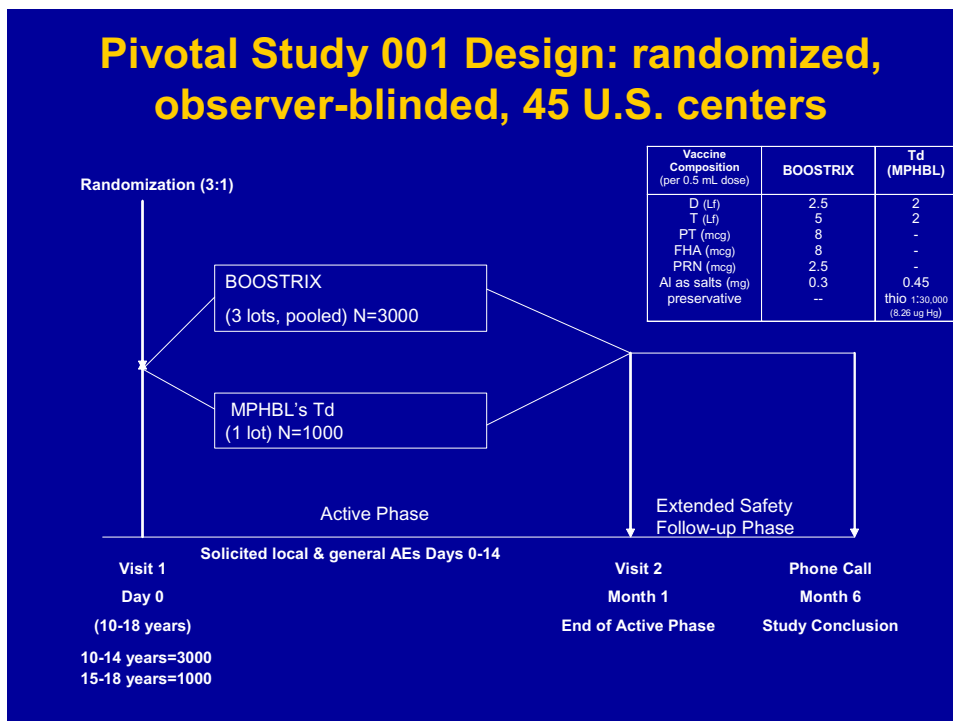 Pivotal Study 001 Design: randomized,
observer-blinded, 45 U.S. centers
Vaccine
Composition
(per 0.5 mL dose)
BOOSTRIX
Td
(MPHBL)
D (Lf) 2.5 2
T (Lf) 5 2
PT (mcg) 8 -
FHA (mcg) 8 -
PRN (mcg) 2.5 -
Al as salts (mg) 0.3 0.45
preservative -- thio 1:30,000
(8.26 ug Hg)
Randomization (3:1)
BOOSTRIX
(3 lots, pooled) N=3000
MPHBL's Td
(1 lot) N=1000
Active Phase
Extended Safety
Follow-up Phase
Solicited local & general AEs Days 0-14
Visit 1
Day 0
(10-18 years)
10-14 years=3000
15-18 years=1000
Visit 2
Month 1
End of Active Phase
Phone Call
Month 6
Study Conclusion